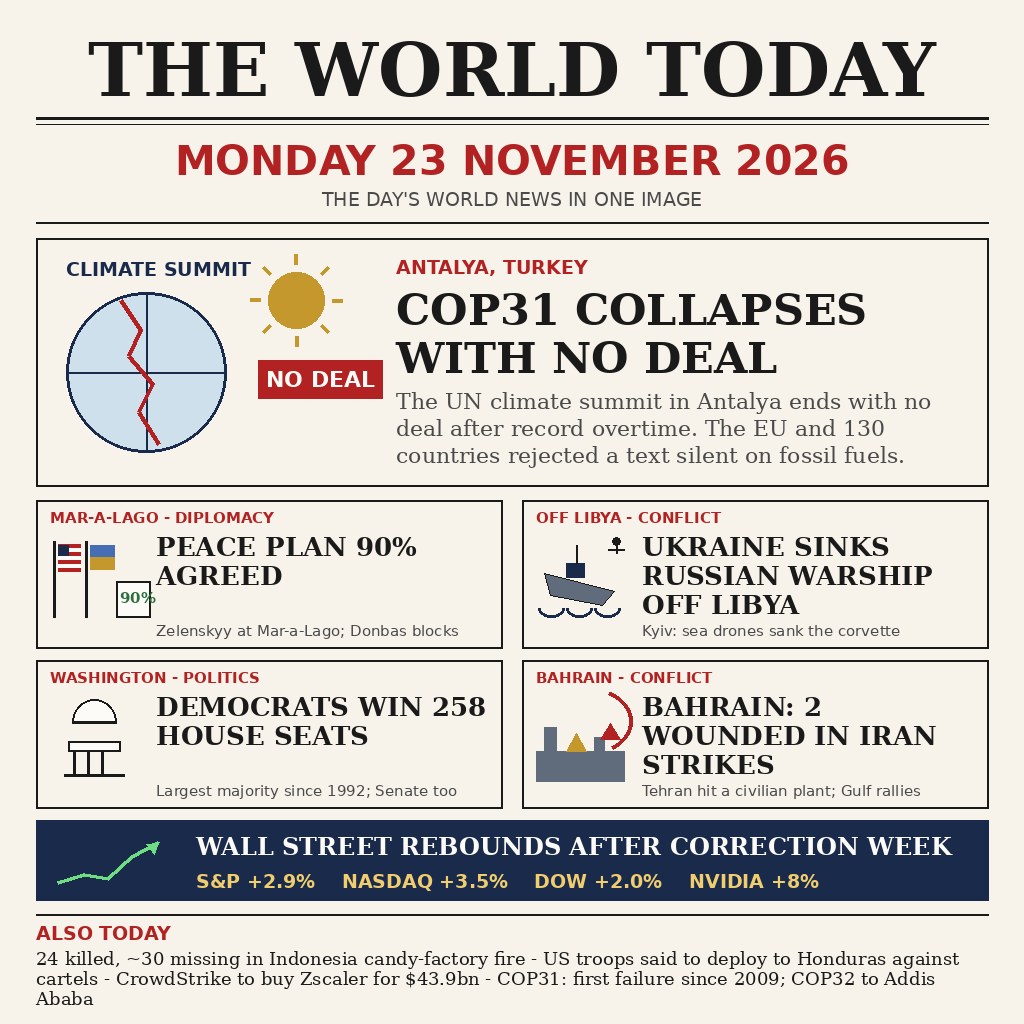 THE WORLD TODAY
MONDAY 23 NOVEMBER 2026
THE DAY'S WORLD NEWS IN ONE IMAGE
CLIMATE SUMMIT
NO DEAL
ANTALYA, TURKEY
COP31 COLLAPSES
WITH NO DEAL
The UN climate summit in Antalya ends with no
deal after record overtime. The EU and 130
countries rejected a text silent on fossil fuels.
MAR-A-LAGO - DIPLOMACY
90%
PEACE PLAN 90%
AGREED
Zelenskyy at Mar-a-Lago; Donbas blocks
OFF LIBYA - CONFLICT
UKRAINE SINKS
RUSSIAN WARSHIP
OFF LIBYA
Kyiv: sea drones sank the corvette
WASHINGTON - POLITICS
DEMOCRATS WIN 258
HOUSE SEATS
Largest majority since 1992; Senate too
BAHRAIN - CONFLICT
BAHRAIN: 2
WOUNDED IN IRAN
STRIKES
Tehran hit a civilian plant; Gulf rallies
WALL STREET REBOUNDS AFTER CORRECTION WEEK
S&P +2.9% NASDAQ +3.5% DOW +2.0% NVIDIA +8%
ALSO TODAY
24 killed, ~30 missing in Indonesia candy-factory fire - US troops said to deploy to Honduras against
cartels - CrowdStrike to buy Zscaler for $43.9bn - COP31: first failure since 2009; COP32 to Addis
Ababa